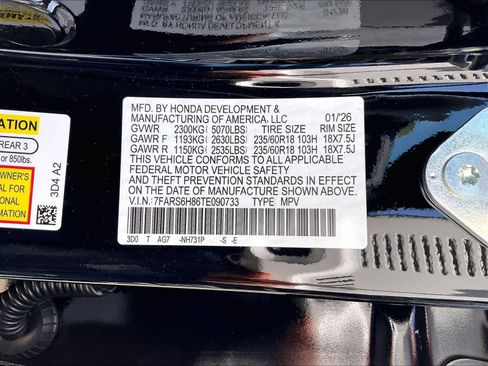 MFD. BY HONDA DEVELOPMENT &
MANUFACTURING OF AMERICA, LLC 01/26
GVWR 2300KG( 5070LBS) TIRE SIZE RIM SIZE
GAWR F 1193KG( 2630LBS) 235/60R18 103H 18X7.5J
GAWR R 1150KG( 2535LBS) 235/60R18 103H 18X7.5J
THIS VEHICLE CONFORMS TO ALL APPLICABLE
FEDERAL MOTOR VEHICLE SAFETY
AND THEFT PREVENTION STANDARDS IN EFFECT
ON THE DATE OF MANUFACTURE SHOWN ABOVE.
V.I.N.: 7FARS6H86TE090733 TYPE: MPV
3D0 T AG7 -NH731P -S -E
ATION
REAR 3
or 850lbs.
WNER'S
AL FOR
IONAL
MATION
3D4 A2